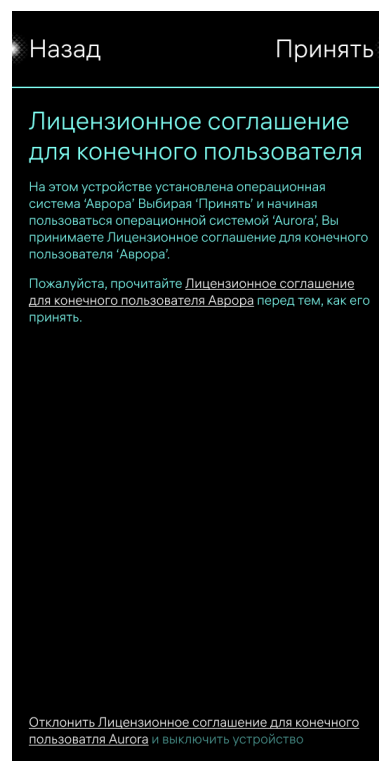 Назад Принять
Лицензионное соглашение
для конечного пользователя
На этом устройстве установлена операционная
система ‘Аврора’ Выбирая ‘Принять’ и начиная
пользоваться операционной системой ‘Aurora’, Вы
принимаете Лицензионное соглашение для конечного
пользователя ‘Аврора’.
Пожалуйста, прочитайте Лицензионное соглашение
для конечного пользователя Аврора перед тем, как его
принять.
Отклонить Лицензионное соглашение для конечного
пользоватля Aurora и выключить устройство